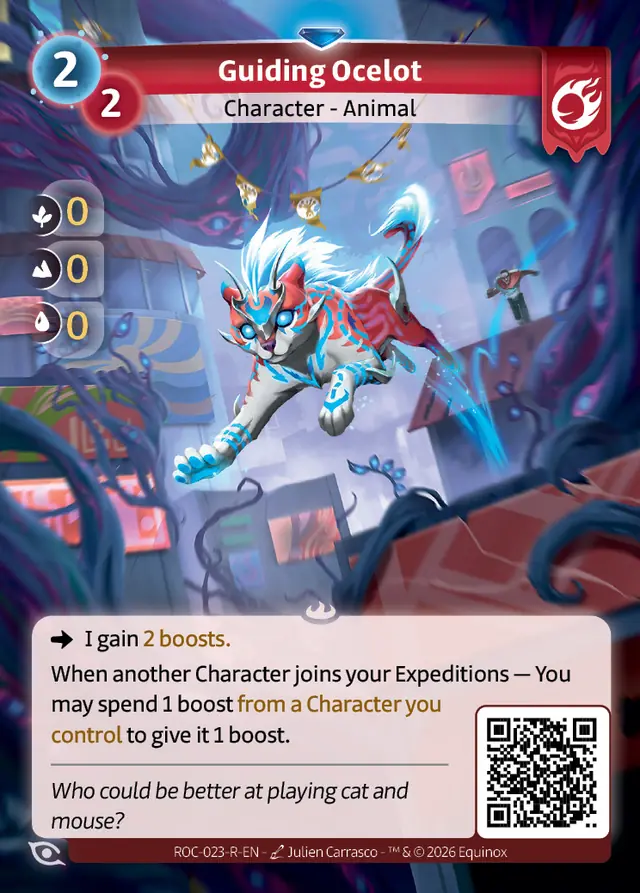 2
Guiding Ocelot
2
Character - Animal
0
0
0
I gain 2 boosts.
When another Character joins your Expeditions — You
may spend 1 boost from a Character you
control to give it 1 boost.
Who could be better at playing cat and
mouse?
ROC-023-R-EN - Julien Carrasco - ™ & © 2026 Equinox